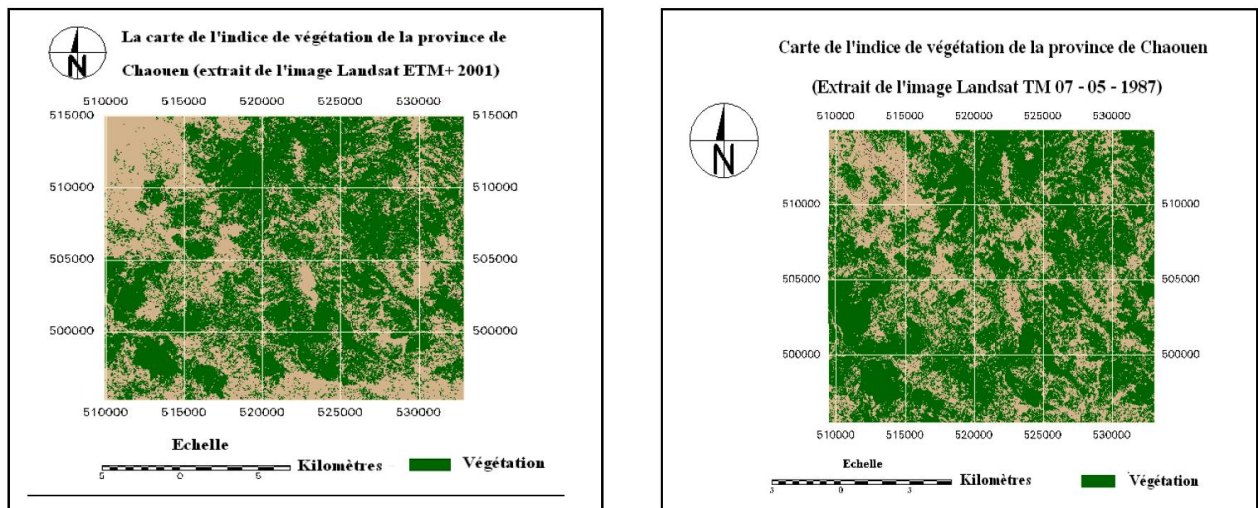 La carte de l'indice de végétation de la province de
Chaouen (extrait de l'image Landsat ETM+ 2001)
N
510000 515000 520000 525000 530000
515000 515000
510000 510000
505000 505000
500000 500000
510000 515000 520000 525000 530000
Echelle
Kilomètres
Végétation
5 0 5
Carte de l'indice de végétation de la province de Chaouen
(Extrait de l'image Landsat TM 07 - 05 - 1987)
N
510000 515000 520000 525000 530000
510000 510000
505000 505000
500000 500000
510000 515000 520000 525000 530000
Echelle
Kilomètres
Végétation
0